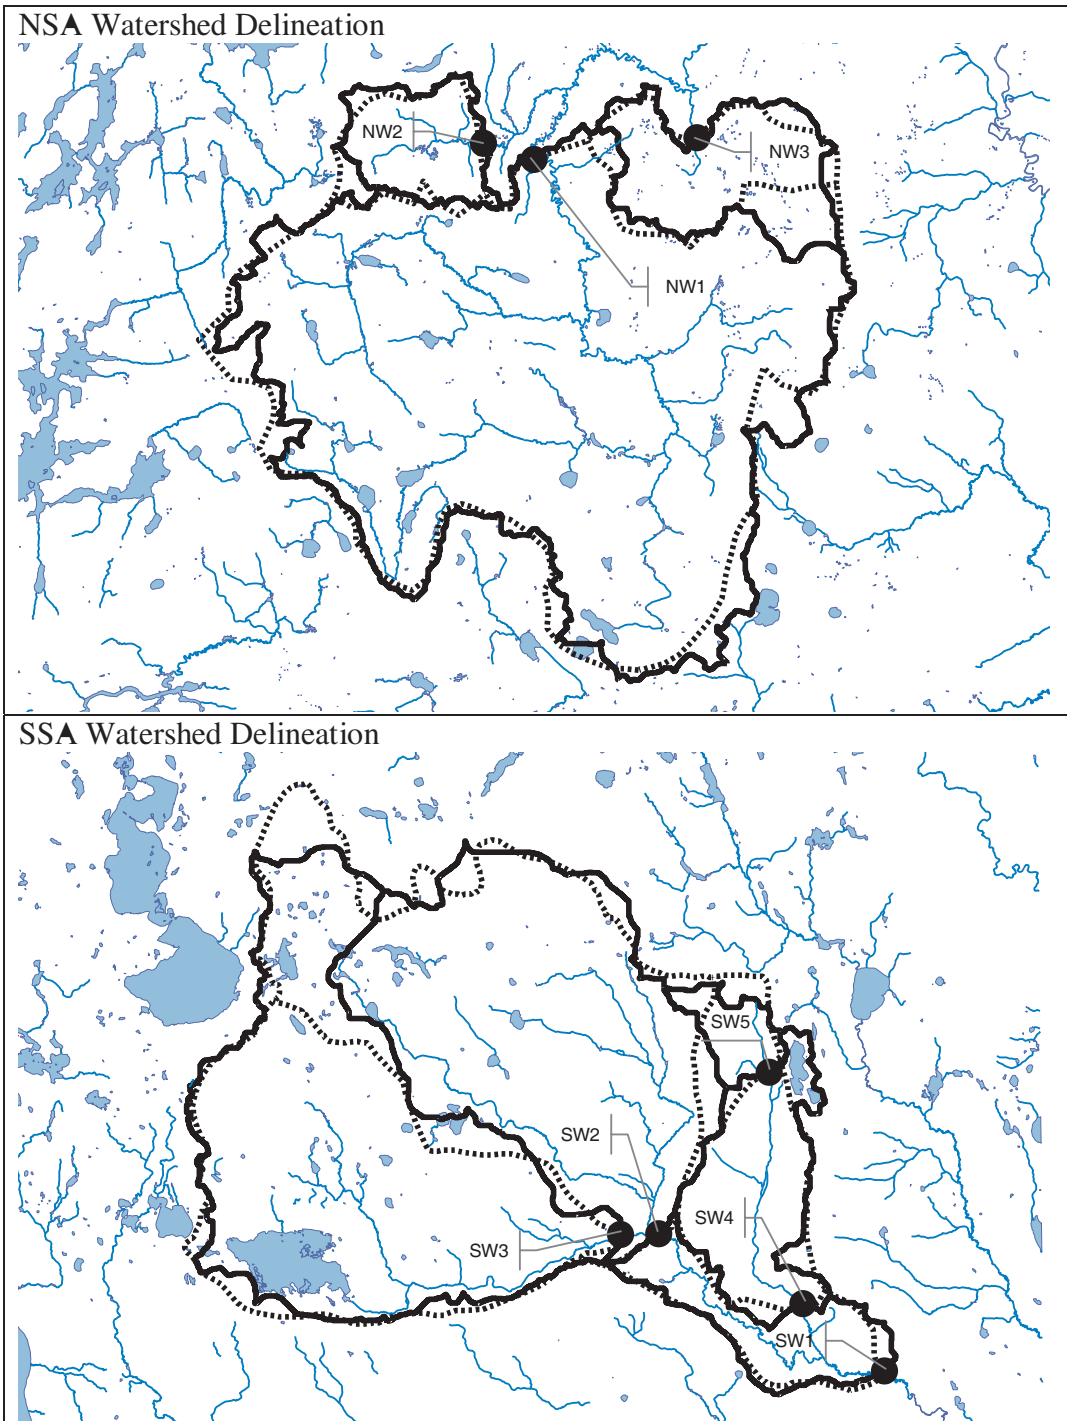 NSA Watershed Delineation
NW2
NW3
NW1
SSA Watershed Delineation
SW5
SW2
SW4
SW3
SW1